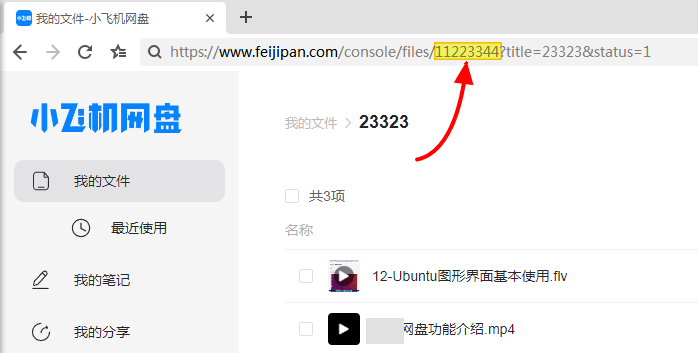 小飞机 我的文件-小飞机网盘
https://www.feijipan.com/console/files/11223344?title=23323&status=1
小飞机网盘
我的文件 > 23323
我的文件
共3项
最近使用
名称
我的笔记
12-Ubuntu图形界面基本使用.flv
我的分享
网盘功能介绍.mp4